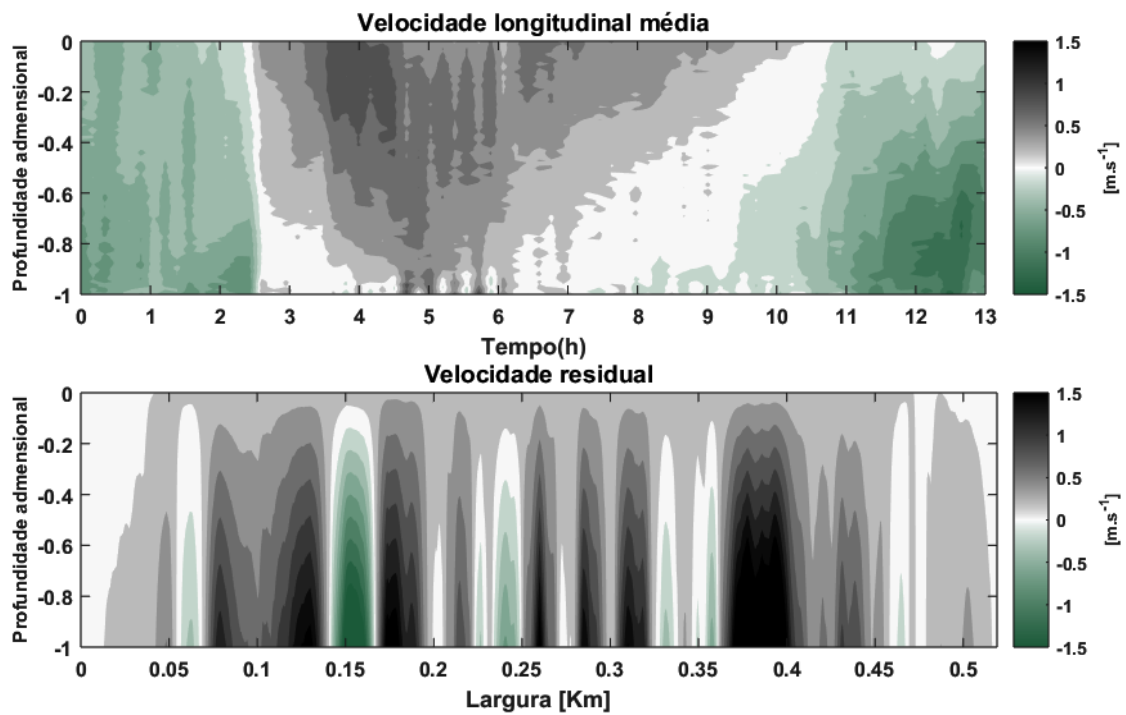 Velocidade longitudinal média
Profundidade admensional
0
-0.2
-0.4
-0.6
-0.8
-1
0 1 2 3 4 5 6 7 8 9 10 11 12 13
Tempo(h)
1.5
1
0.5
0
-0.5
-1
-1.5
[m.s-1]
Velocidade residual
Profundidade admensional
0
-0.2
-0.4
-0.6
-0.8
-1
0 0.05 0.1 0.15 0.2 0.25 0.3 0.35 0.4 0.45 0.5
Largura [Km]
1.5
1
0.5
0
-0.5
-1
-1.5
[m.s-1]